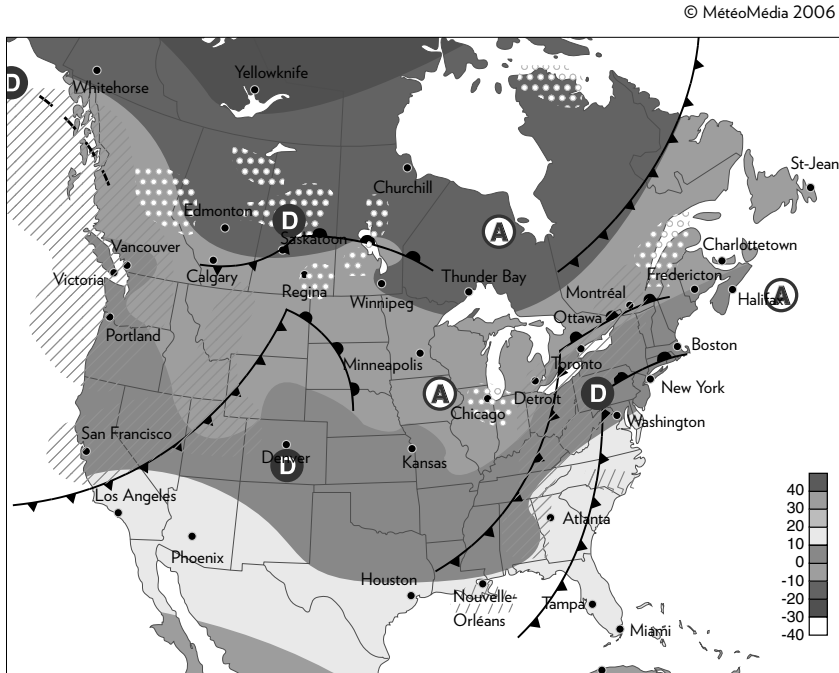 © MétéoMédia 2006
D
Whitehorse
Yellowknife
St-Jean
Churchill
Edmonton
D
A
Saskatoon
Vancouver
Charlottetown
Calgary
Victoria
Thunder Bay
Fredericton
Regina
Winnipeg
Montréal
Halifax
A
Ottawa
Portland
Boston
Minneapolis
Toronto
A
Detroit
D
New York
Chicago
Washington
San Francisco
Denver
D
Kansas
Los Angeles
Atlanta
Phoenix
Houston
Nouvelle-
Orléans
Tampa
Miami
40
30
20
10
0
-10
-20
-30
-40